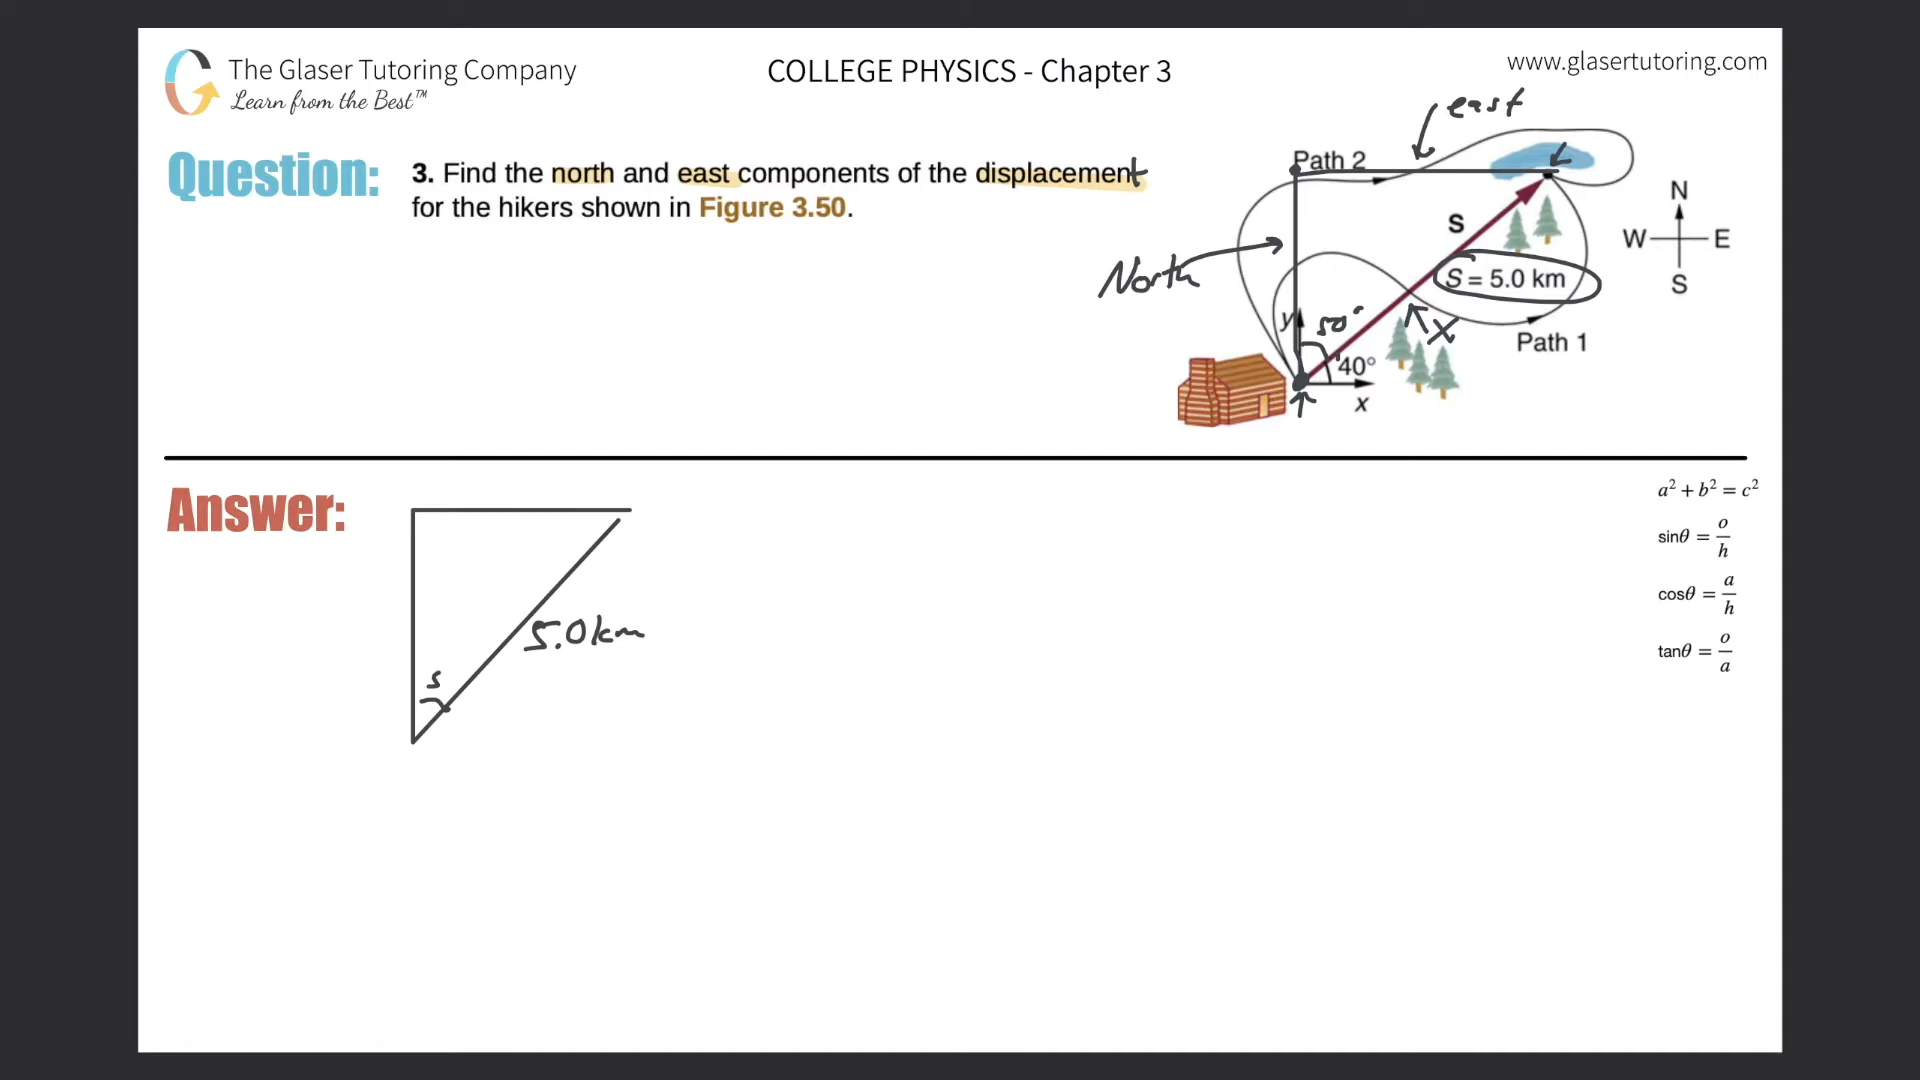 The Glaser Tutoring Company
Learn from the Best™
COLLEGE PHYSICS - Chapter 3
www.glasertutoring.com
Question:
3. Find the north and east components of the displacement
for the hikers shown in Figure 3.50.
east
Path 2
North
S
S = 5.0 km
N
W E
S
y
50°
X
40°
x
Path 1
Answer:
5.0km
5
a² + b² = c²
sinθ = o/h
cosθ = a/h
tanθ = o/a